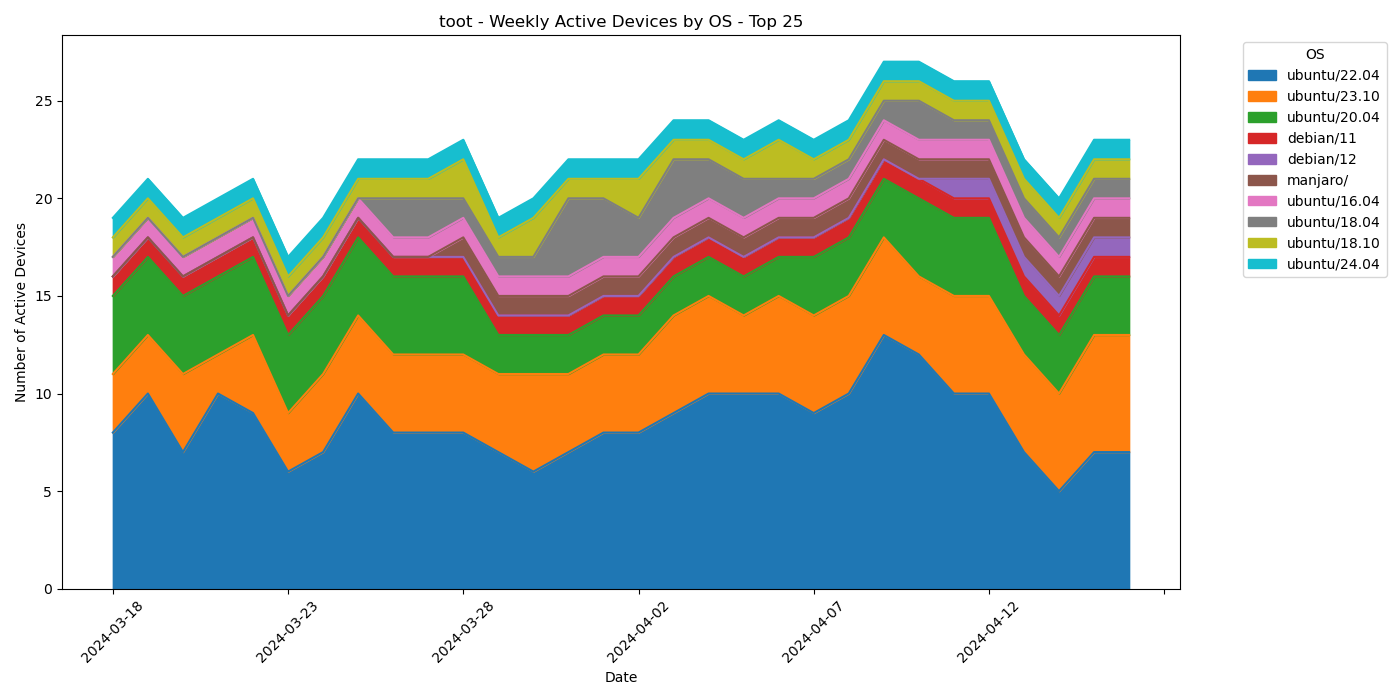 toot - Weekly Active Devices by OS - Top 25
OS
ubuntu/22.04
ubuntu/23.10
ubuntu/20.04
debian/11
debian/12
manjaro/
ubuntu/16.04
ubuntu/18.04
ubuntu/18.10
ubuntu/24.04
Number of Active Devices
25
20
15
10
5
0
2024-03-18
2024-03-23
2024-03-28
2024-04-02
2024-04-07
2024-04-12
Date